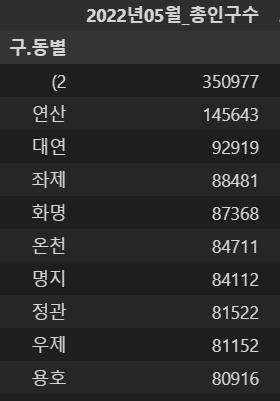 2022년05월_총인구수
구.동별
(2 350977
연산 145643
대연 92919
좌제 88481
화명 87368
온천 84711
명지 84112
정관 81522
우제 81152
용호 80916